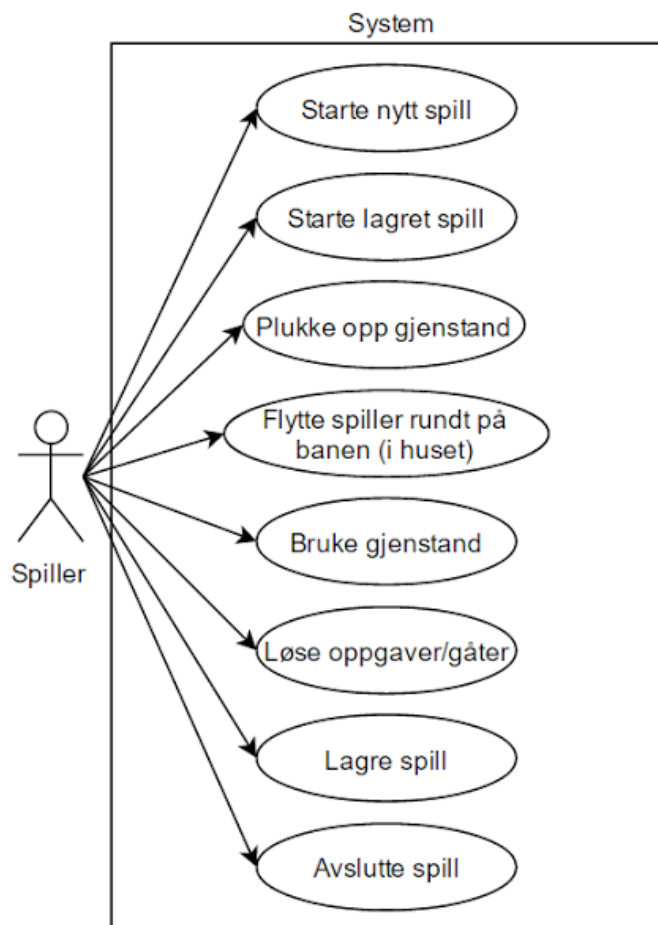 System
Starte nytt spill
Starte lagret spill
Plukke opp gjenstand
Flytte spiller rundt på
banen (i huset)
Bruke gjenstand
Spiller
Løse oppgaver/gåter
Lagre spill
Avslutte spill